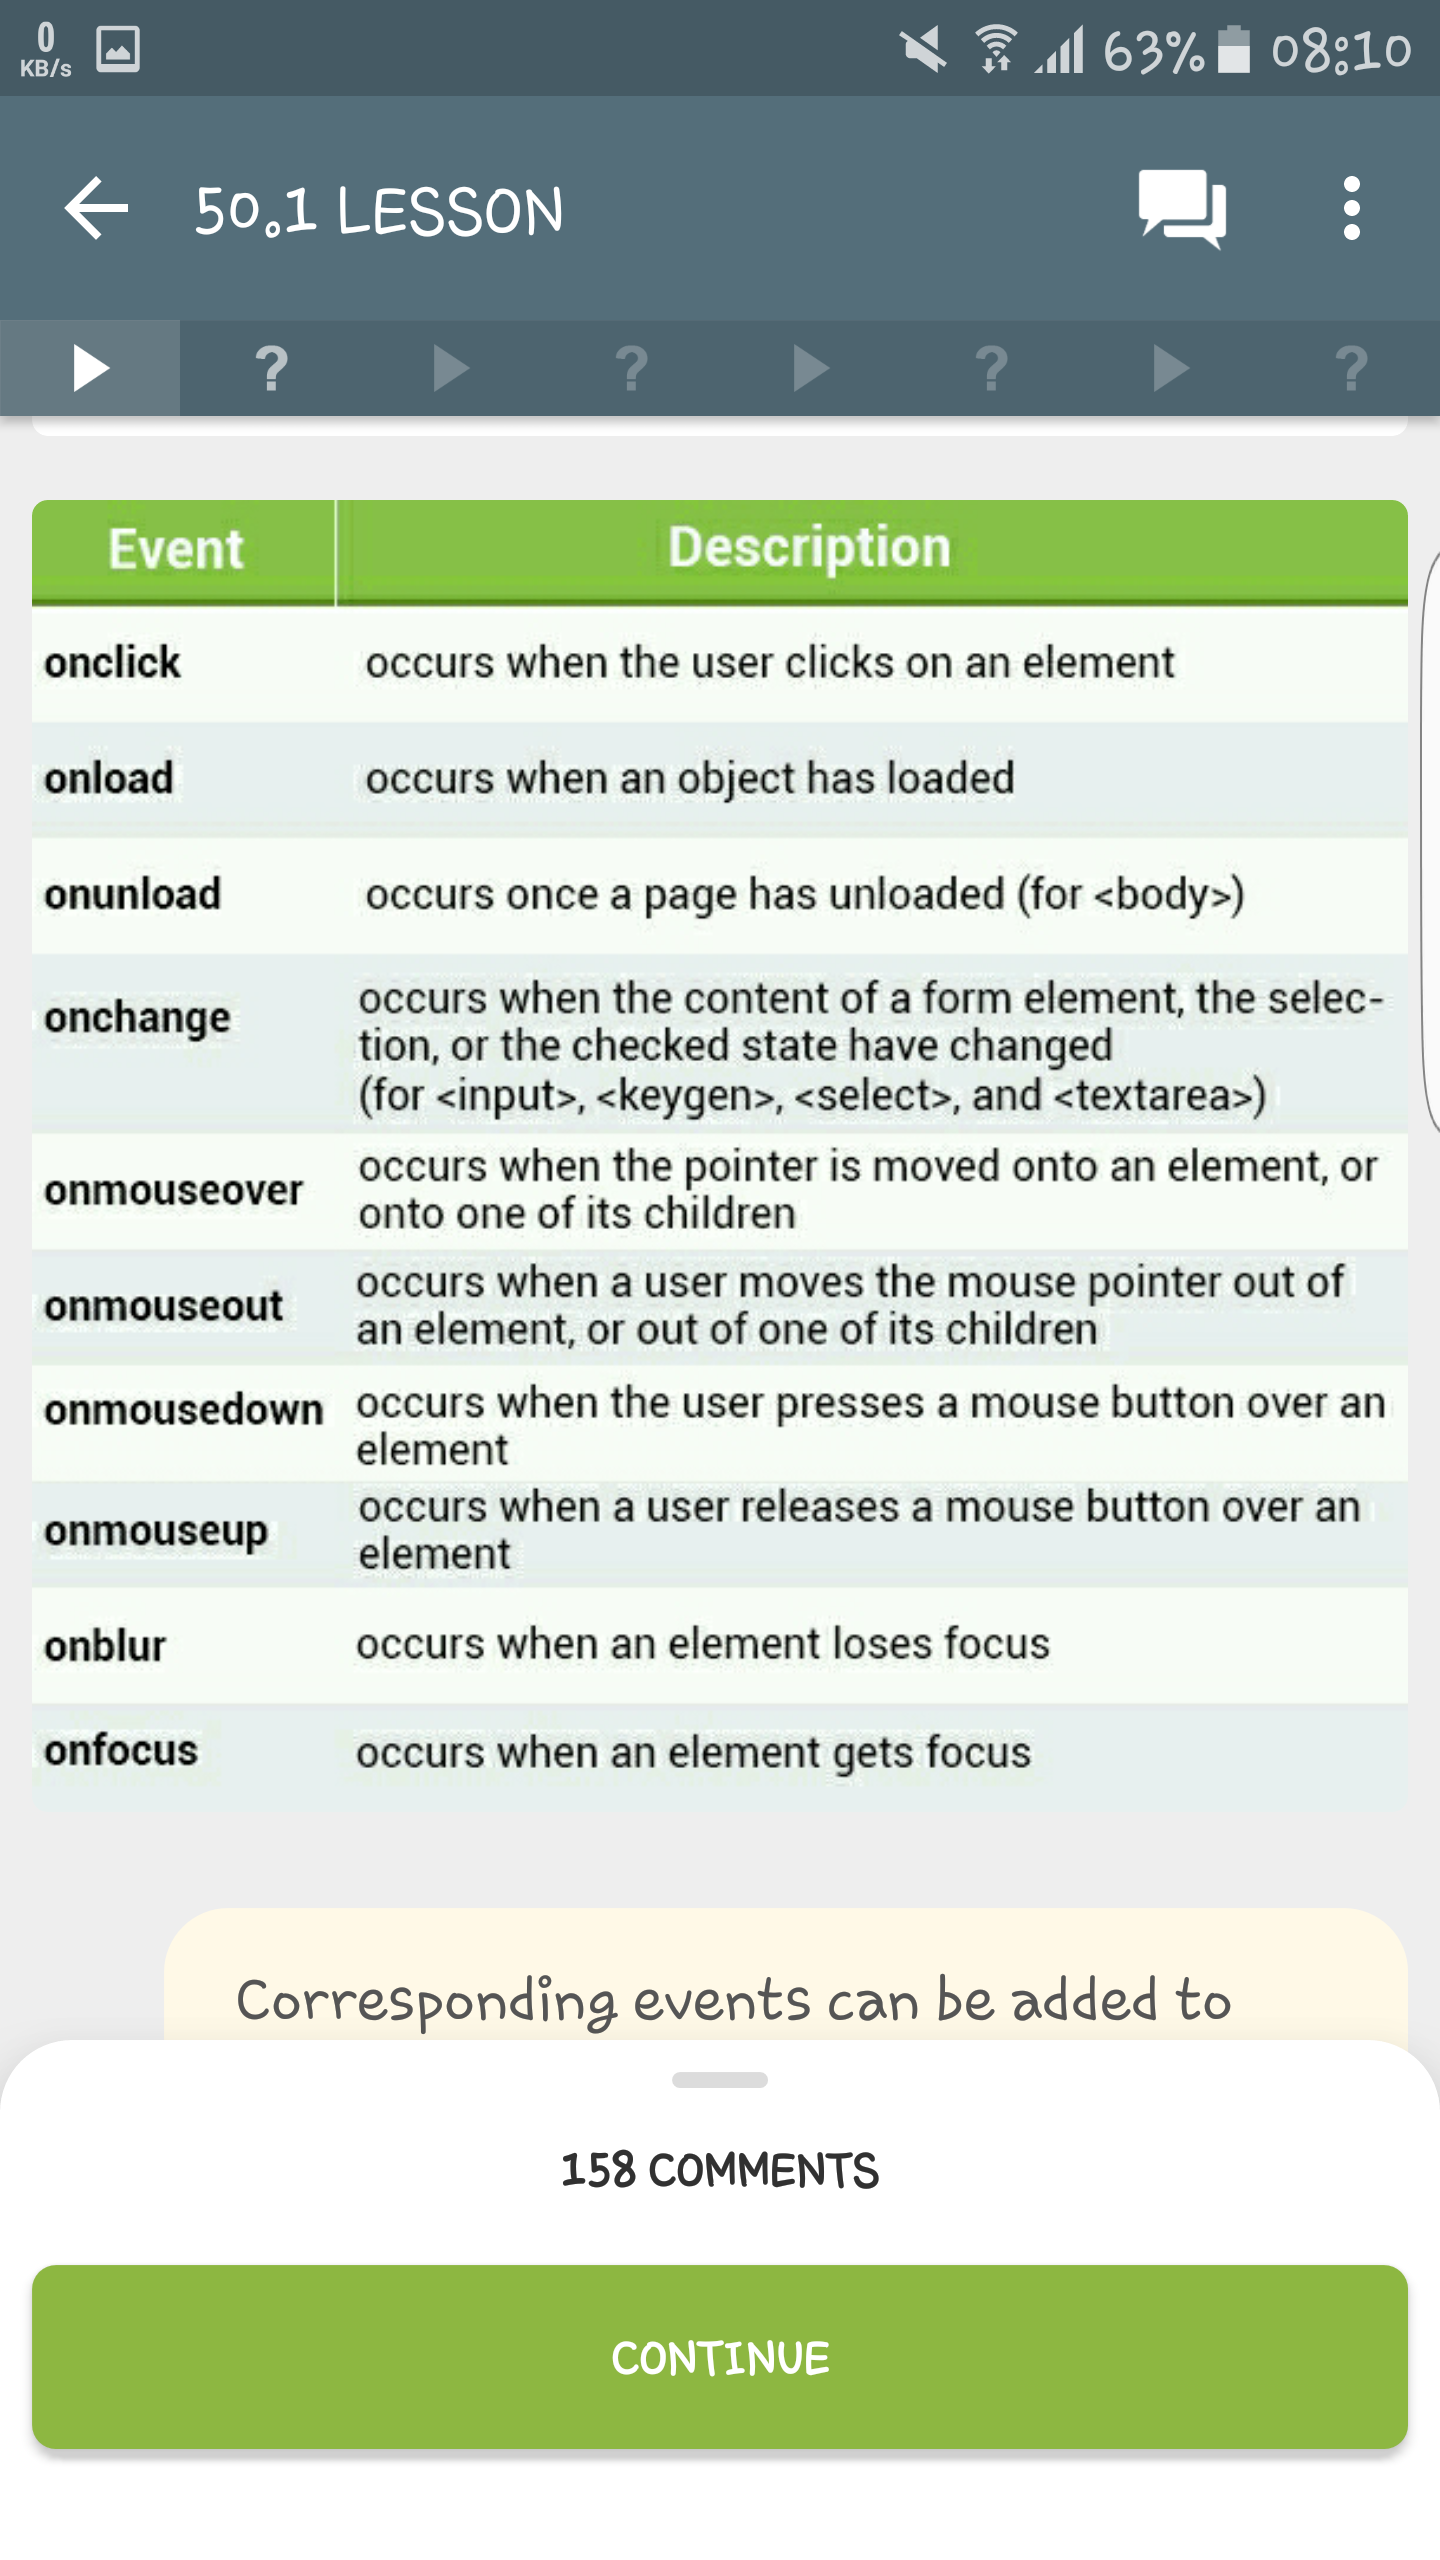 0
KB/s
63%
08:10
50.1 LESSON
? ? ? ?
Event Description
onclick occurs when the user clicks on an element
onload occurs when an object has loaded
onunload occurs once a page has unloaded (for <body>)
onchange occurs when the content of a form element, the selec-
tion, or the checked state have changed
(for <input>, <keygen>, <select>, and <textarea>)
onmouseover occurs when the pointer is moved onto an element, or
onto one of its children
onmouseout occurs when a user moves the mouse pointer out of
an element, or out of one of its children
onmousedown occurs when the user presses a mouse button over an
element
onmouseup occurs when a user releases a mouse button over an
element
onblur occurs when an element loses focus
onfocus occurs when an element gets focus
Corresponding events can be added to
158 COMMENTS
CONTINUE